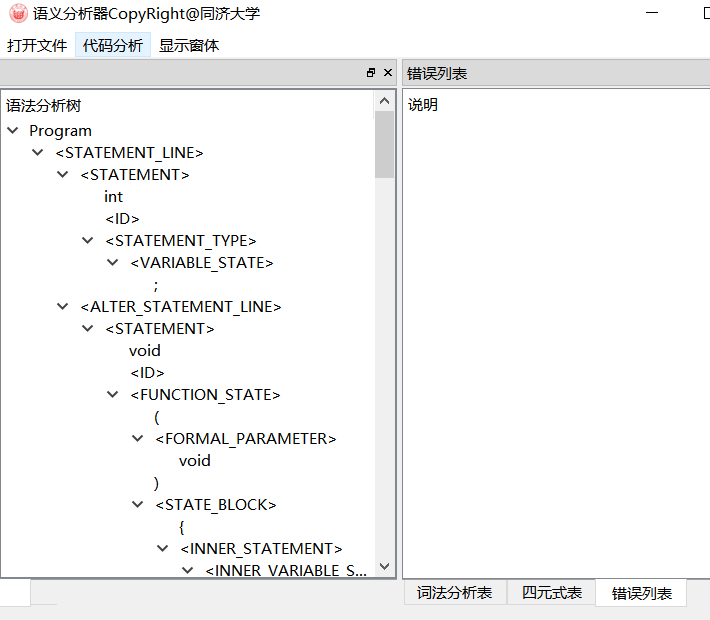 语义分析器CopyRight@同济大学
打开文件 代码分析 显示窗体
错误列表
语法分析树
说明
Program
<STATEMENT_LINE>
<STATEMENT>
int
<ID>
<STATEMENT_TYPE>
<VARIABLE_STATE>
;
<ALTER_STATEMENT_LINE>
<STATEMENT>
void
<ID>
<FUNCTION_STATE>
(
<FORMAL_PARAMETER>
void
)
<STATE_BLOCK>
{
<INNER_STATEMENT>
<INNER_VARIABLE_S...
词法分析表 四元式表 错误列表